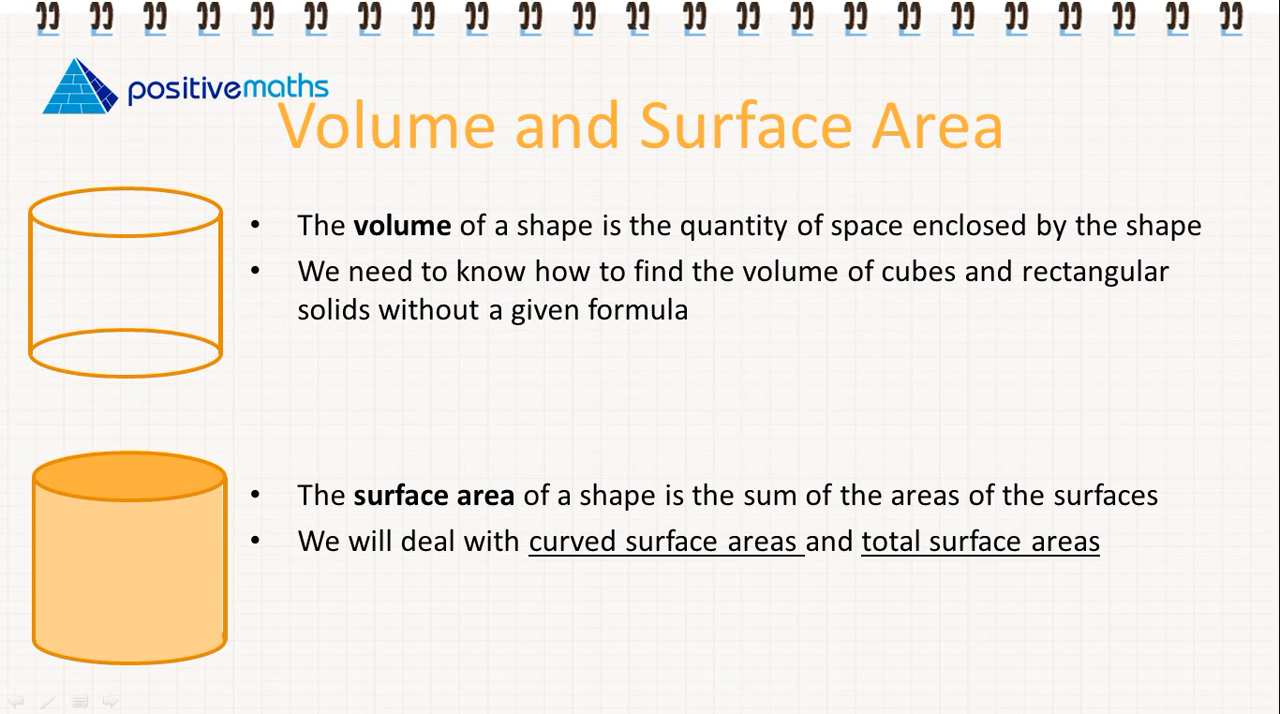 positivemaths
Volume and Surface Area
• The volume of a shape is the quantity of space enclosed by the shape
• We need to know how to find the volume of cubes and rectangular
solids without a given formula
• The surface area of a shape is the sum of the areas of the surfaces
• We will deal with curved surface areas and total surface areas